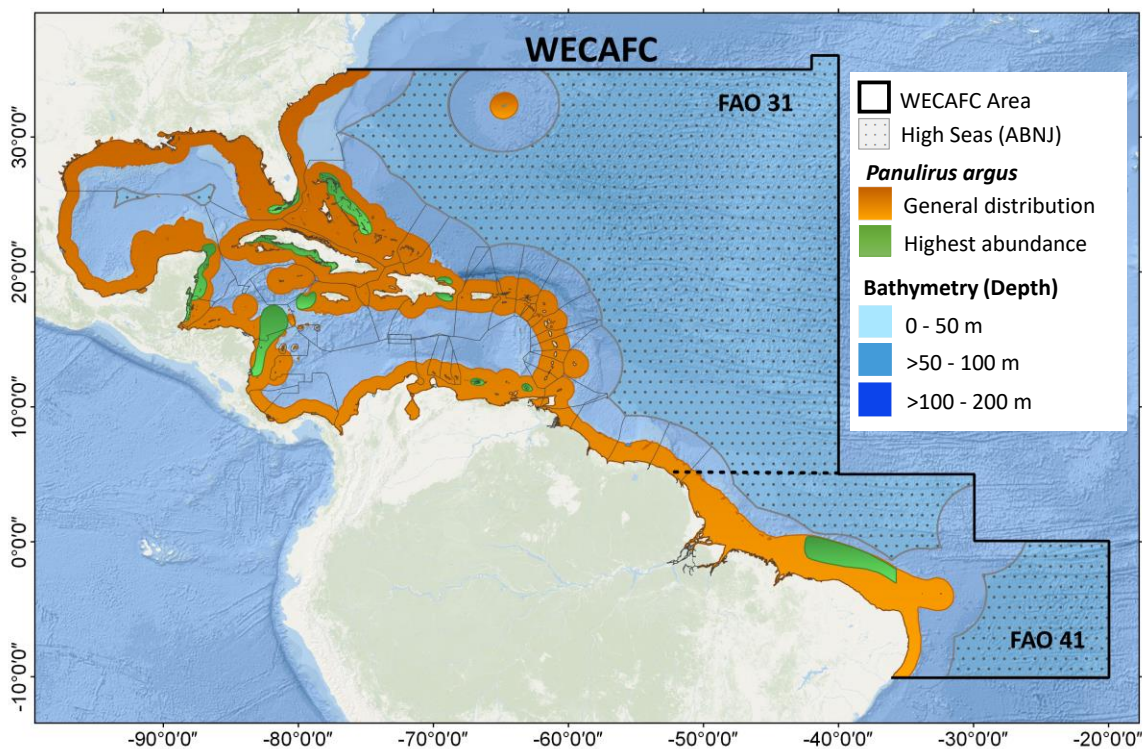 WECAFC
FAO 31
WECAFC Area
High Seas (ABNJ)
Panulirus argus
General distribution
Highest abundance
Bathymetry (Depth)
0 - 50 m
>50 - 100 m
>100 - 200 m
FAO 41
30°0'0"
20°0'0"
10°0'0"
0°0'0"
-10°0'0"
-90°0'0"
-80°0'0"
-70°0'0"
-60°0'0"
-50°0'0"
-40°0'0"
-30°0'0"
-20°0'0"